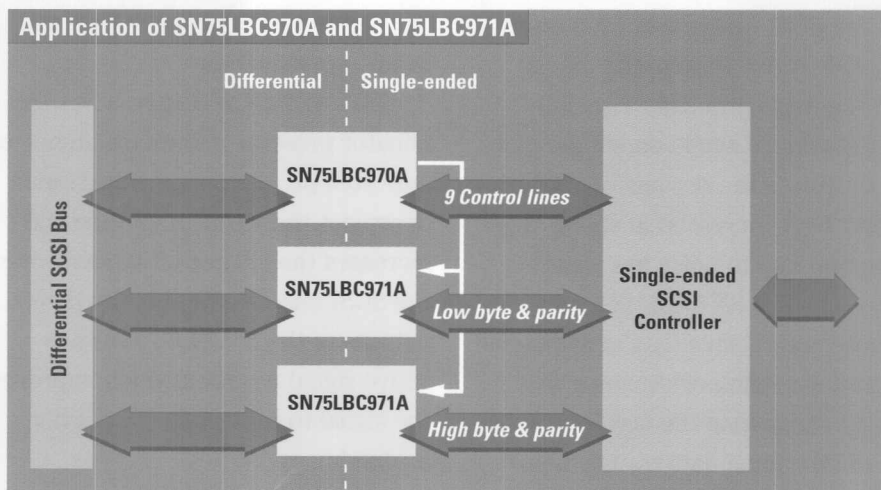 Application of SN75LBC970A and SN75LBC971A
Differential
Single-ended
Differential SCSI Bus
SN75LBC970A
9 Control lines
SN75LBC971A
Low byte & parity
Single-ended
SCSI
Controller
SN75LBC971A
High byte & parity